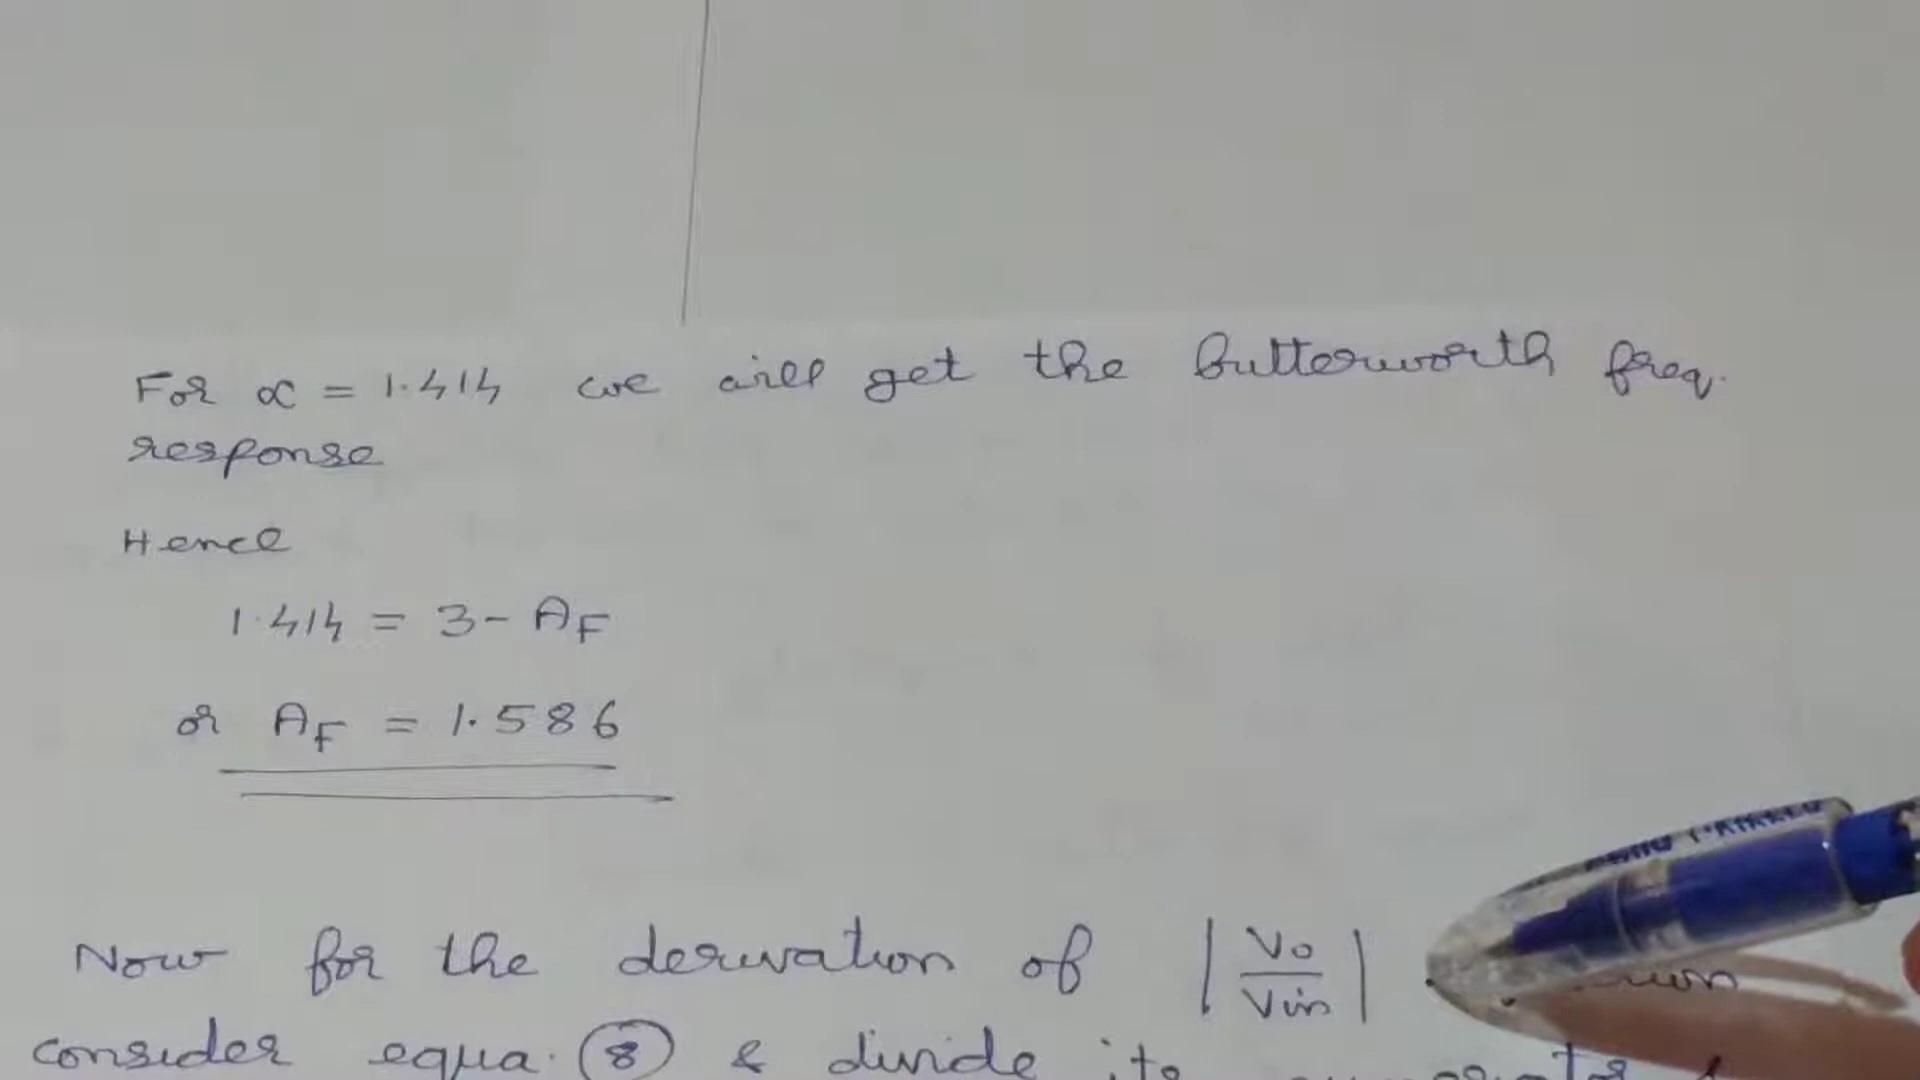 For ∝ = 1.414 we will get the Butterworth freq.
response
Hence
1.414 = 3 - AF
or AF = 1.586
Now for the derivation of |Vo/Vin|
consider equa. (8) & divide its